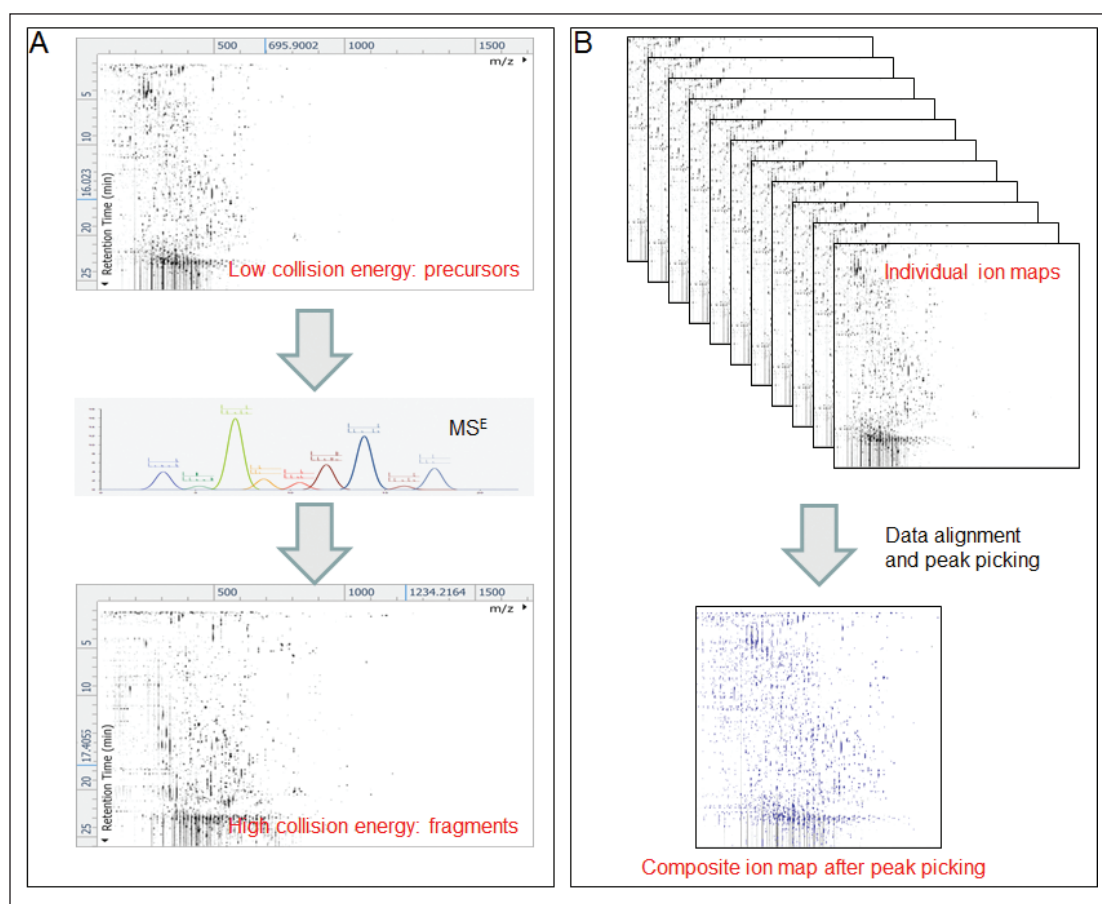 A
500 695.9002 1000 1500
m/z
5
10
16.023
20
25
Retention Time (min)
Low collision energy: precursors
MSE
500 1000 1234.2164 1500
m/z
5
10
17.4055
20
25
Retention Time (min)
High collision energy: fragments
B
Individual ion maps
Data alignment
and peak picking
Composite ion map after peak picking